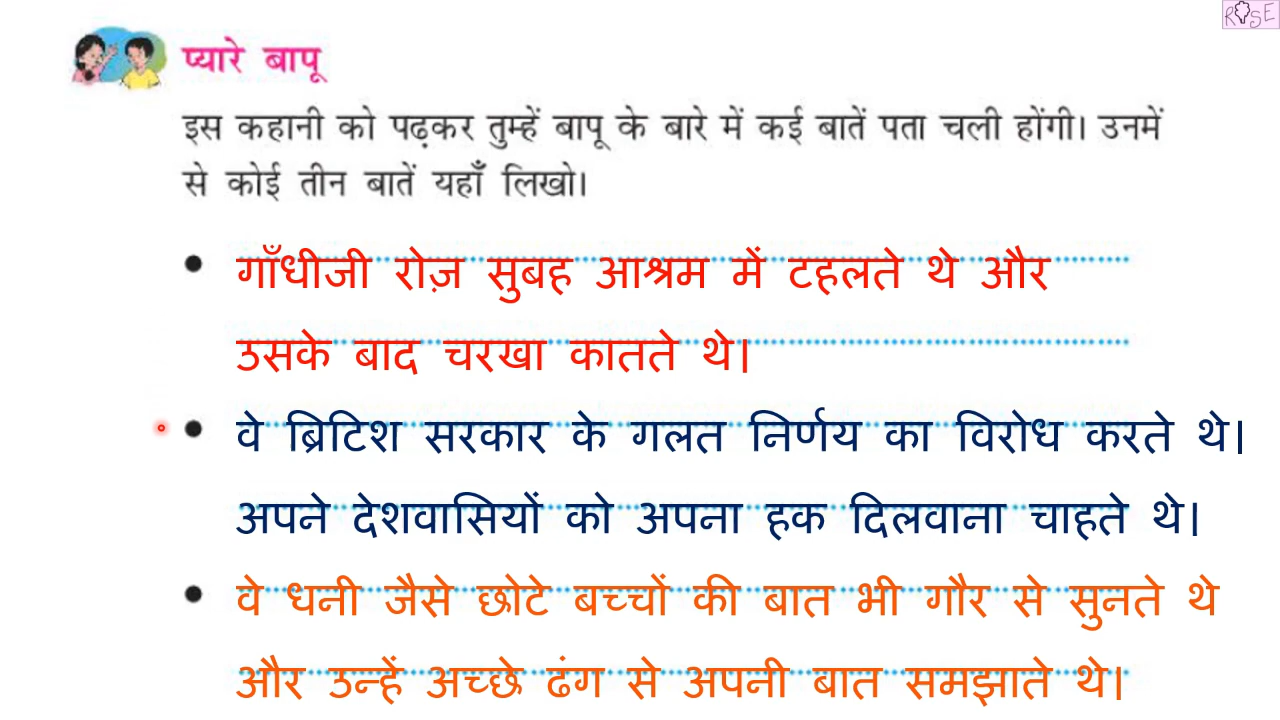 ROSE
प्यारे बापू
इस कहानी को पढ़कर तुम्हें बापू के बारे में कई बातें पता चली होंगी। उनमें
से कोई तीन बातें यहाँ लिखो।
• गाँधीजी रोज़ सुबह आश्रम में टहलते थे और
उसके बाद चरखा कातते थे।
• वे ब्रिटिश सरकार के गलत निर्णय का विरोध करते थे।
अपने देशवासियों को अपना हक दिलवाना चाहते थे।
• वे धनी जैसे छोटे बच्चों की बात भी गौर से सुनते थे
और उन्हें अच्छे ढंग से अपनी बात समझाते थे।